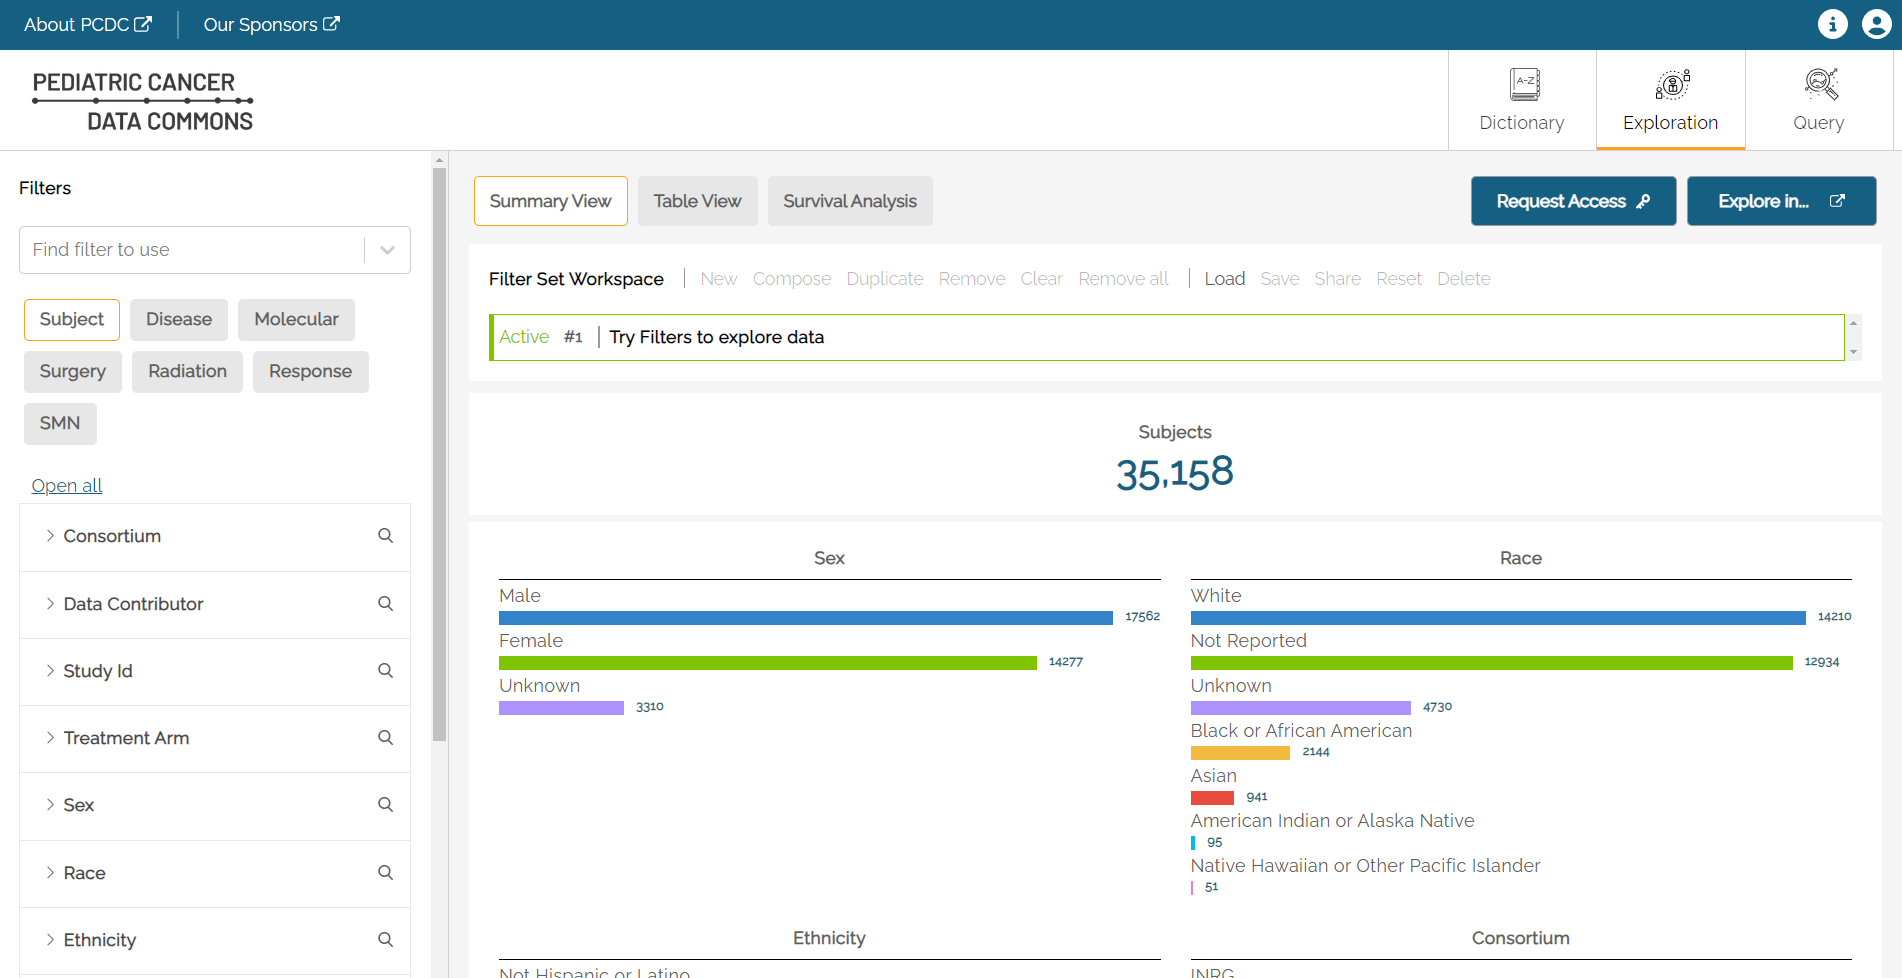 About PCDC
Our Sponsors
PEDIATRIC CANCER
DATA COMMONS
A-Z
Dictionary
Exploration
Query
Filters
Find filter to use
Subject
Disease
Molecular
Surgery
Radiation
Response
SMN
Open all
Consortium
Data Contributor
Study Id
Treatment Arm
Sex
Race
Ethnicity
Summary View
Table View
Survival Analysis
Request Access
Explore in...
Filter Set Workspace
New
Compose
Duplicate
Remove
Clear
Remove all
Load
Save
Share
Reset
Delete
Active #1 Try Filters to explore data
Subjects
35,158
Sex
Male
17562
Female
14277
Unknown
3310
Race
White
14210
Not Reported
12934
Unknown
4730
Black or African American
2144
Asian
941
American Indian or Alaska Native
95
Native Hawaiian or Other Pacific Islander
51
Ethnicity
Not Hispanic or Latino
Consortium
INRG